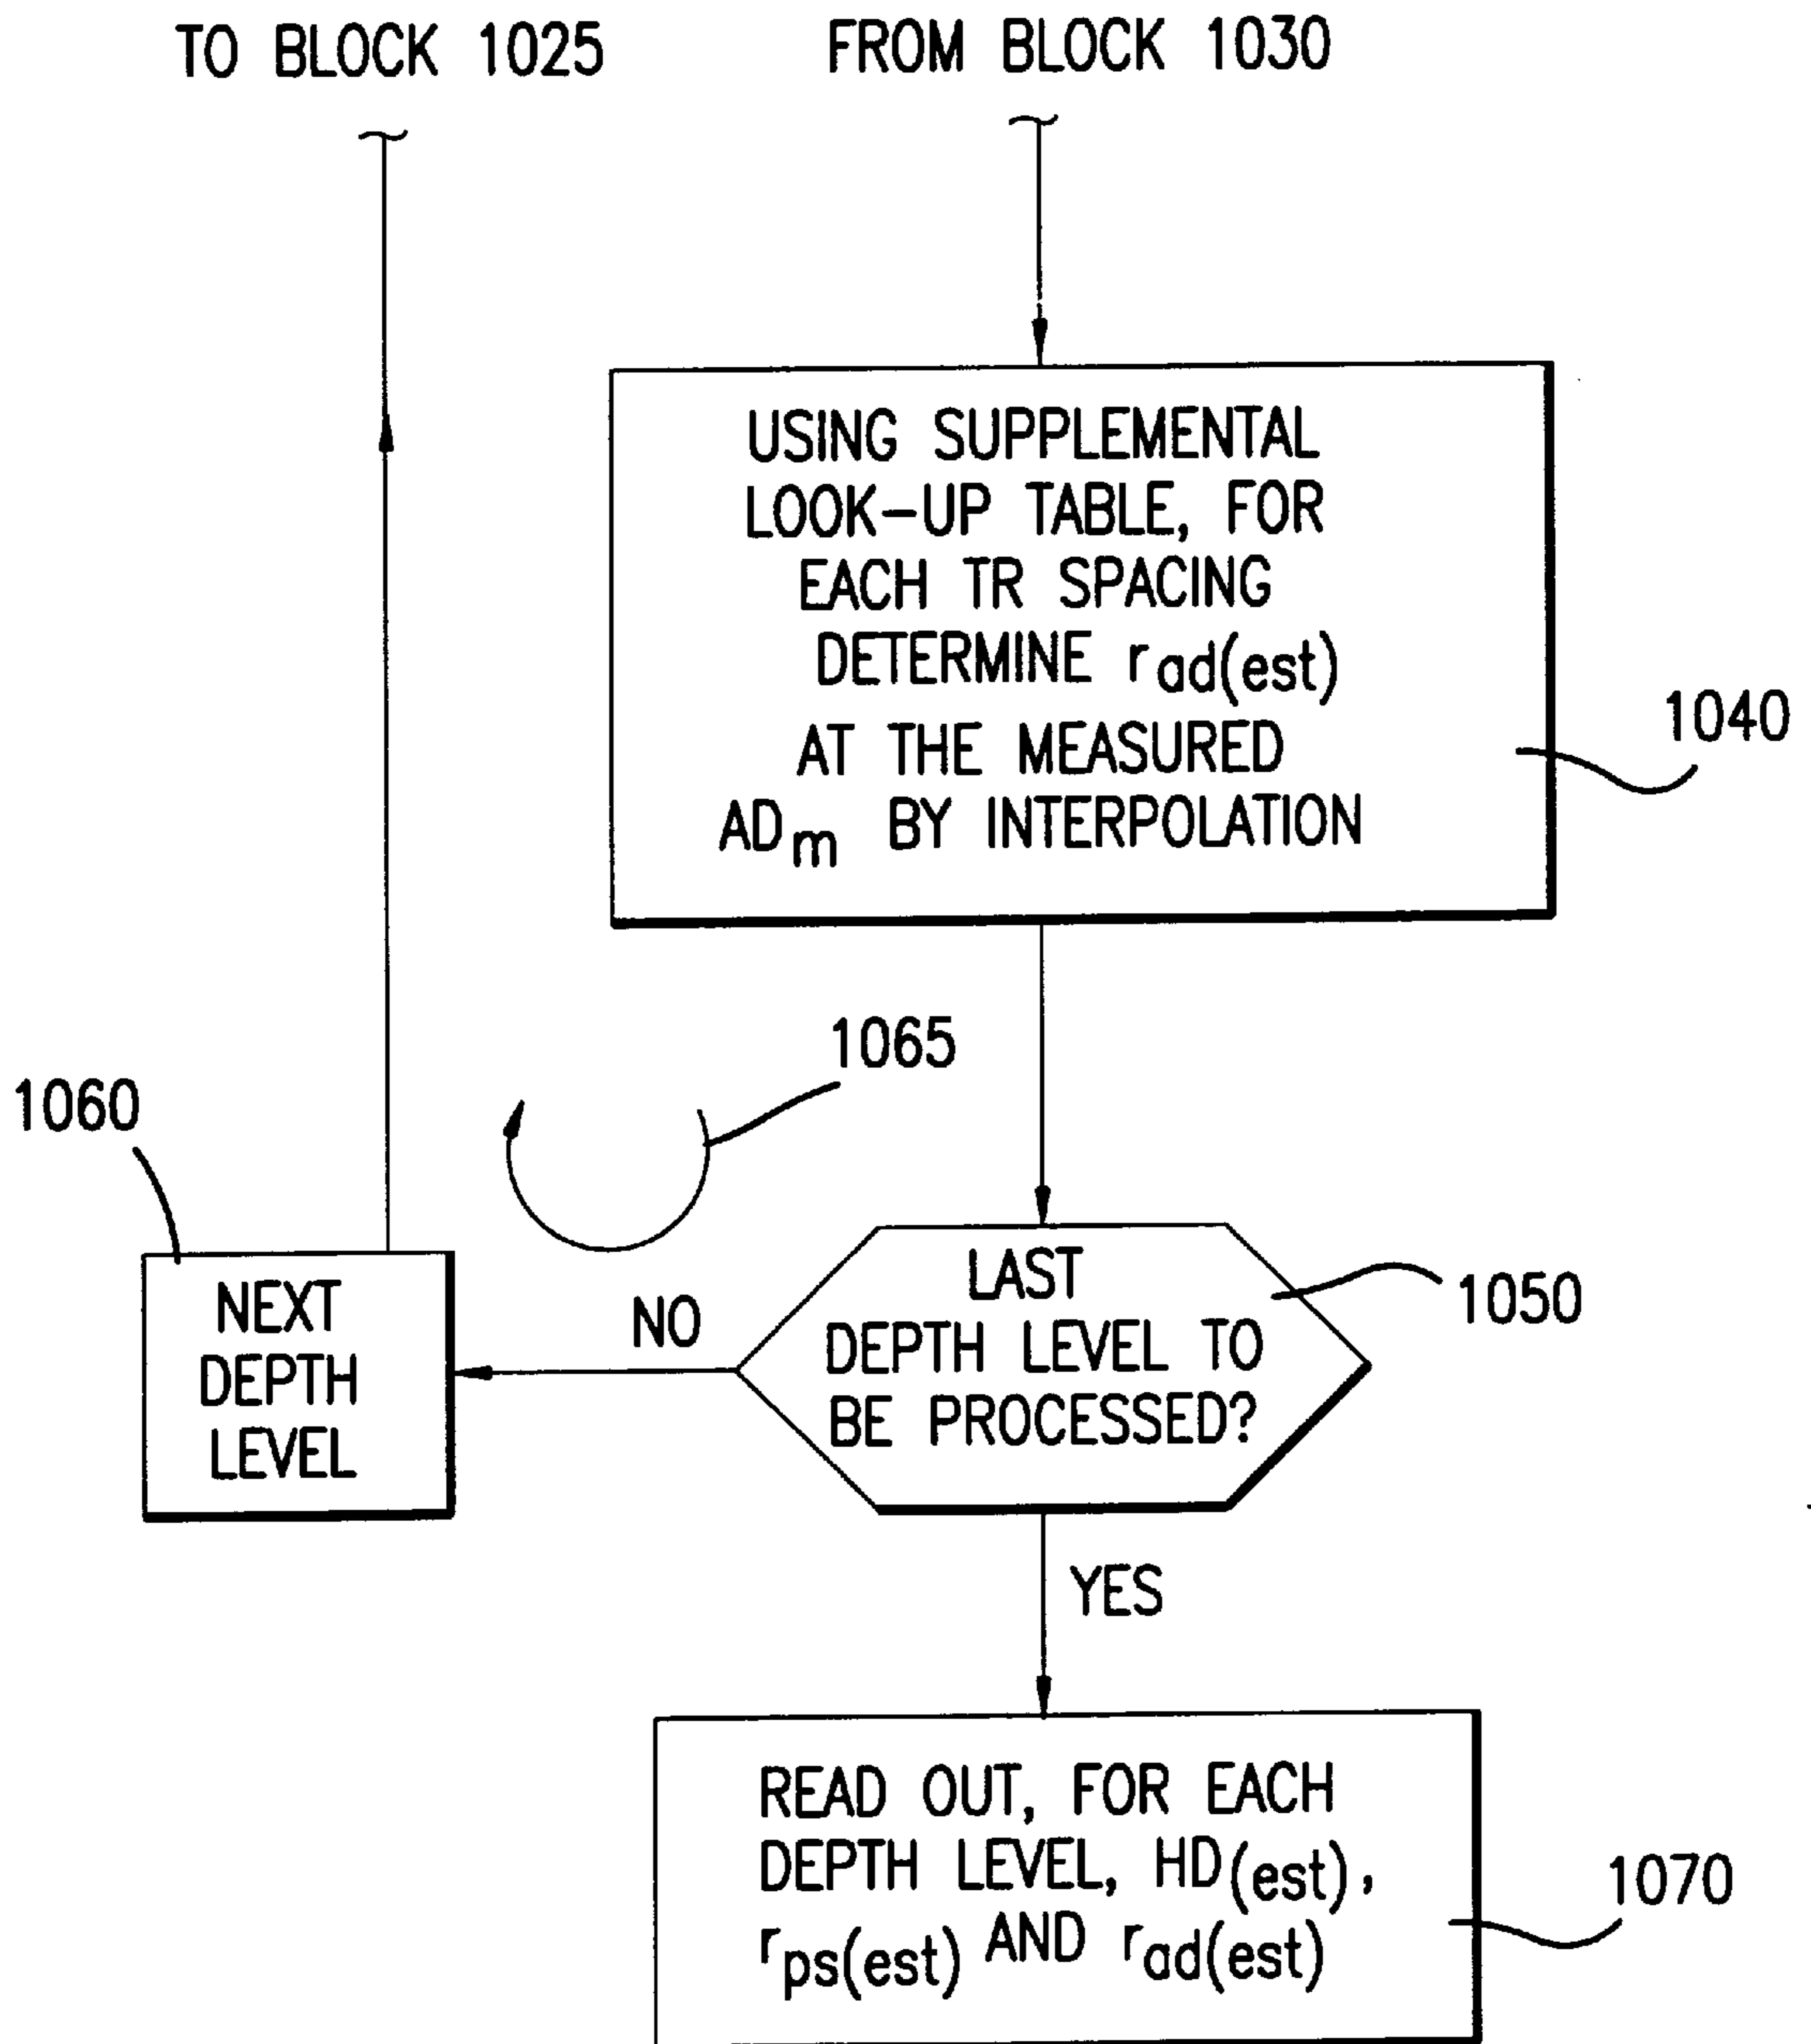 TO BLOCK 1025
FROM BLOCK 1030
USING SUPPLEMENTAL
LOOK-UP TABLE, FOR
EACH TR SPACING
DETERMINE rad(est)
AT THE MEASURED
ADm BY INTERPOLATION
1040
1065
1060
NEXT
DEPTH
LEVEL
NO
LAST
DEPTH LEVEL TO
BE PROCESSED?
1050
YES
READ OUT, FOR EACH
DEPTH LEVEL, HD(est),
rps(est) AND rad(est)
1070